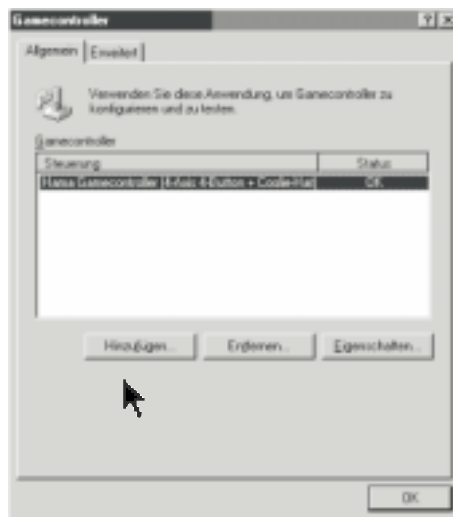 Gamecontroller
Allgemein Erweitert
Verwenden Sie diese Anwendung, um Gamecontroller zu
konfigurieren und zu testen.
Gamecontroller
Steuerung Status
Hama Gamecontroller (4-Axis 4-Button + Coolie-Hat) OK
Hinzufügen... Entfernen... Eigenschaften...
OK